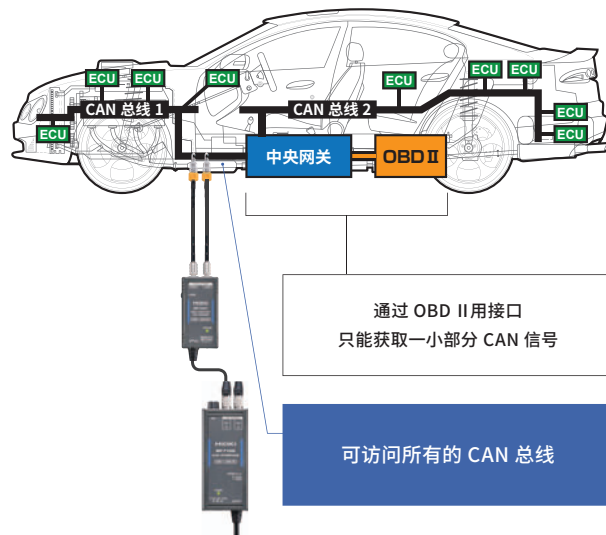 ECU
ECU
ECU
ECU
ECU
ECU
CAN 总线 1
CAN 总线 2
ECU
ECU
ECU
中央网关
OBD II
通过 OBD II用接口
只能获取一小部分 CAN 信号
HIOKI
可访问所有的 CAN 总线
HIOKI